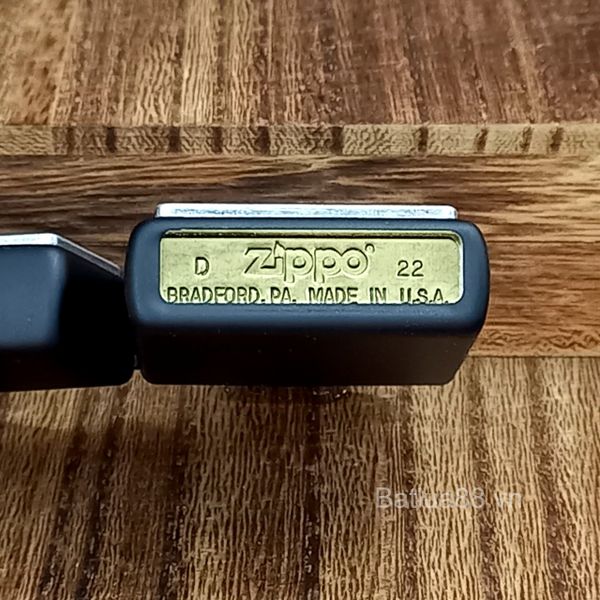 D Zippo 22
BRADFORD.PA. MADE IN U.S.A.
Batlua88.vn